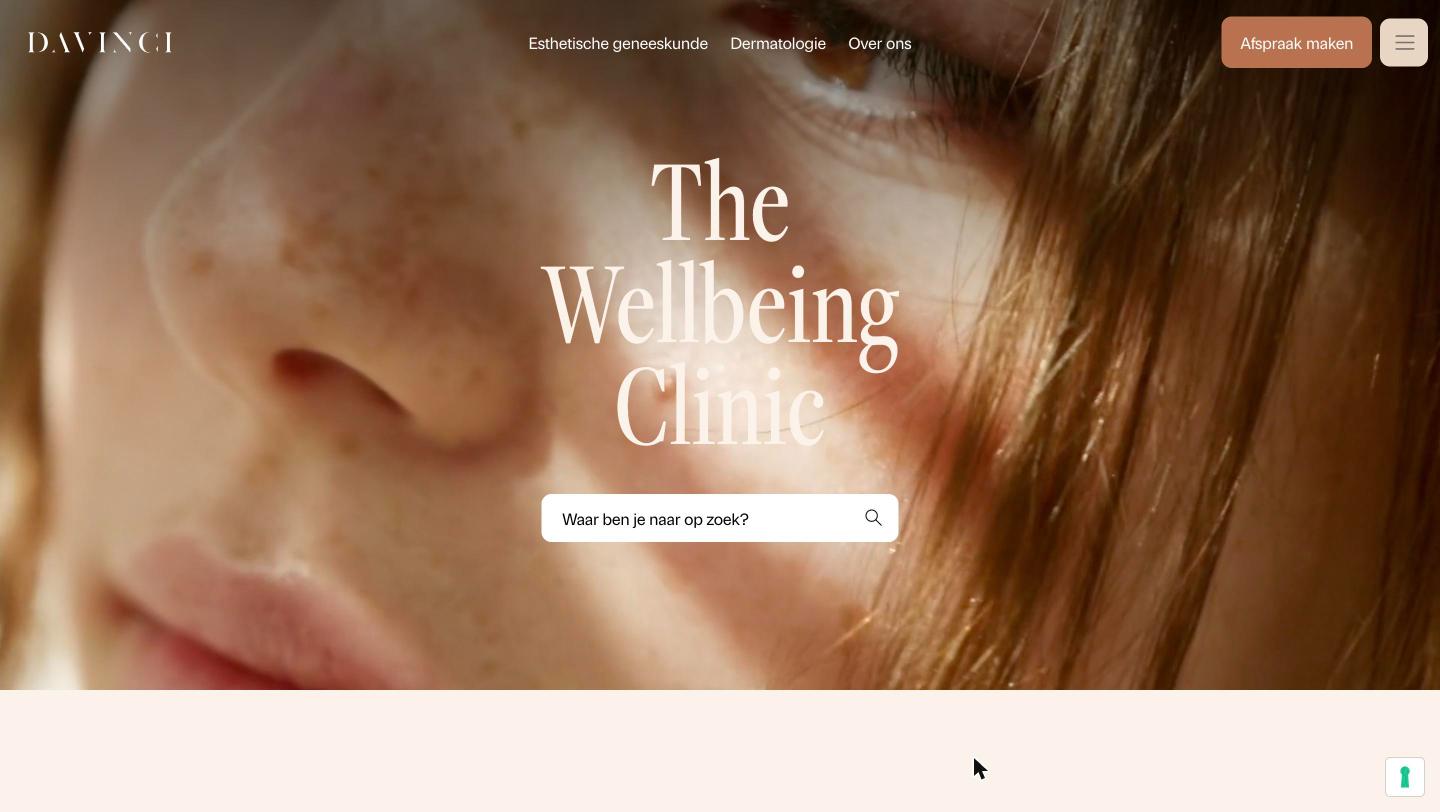 DAVINCI
Esthetische geneeskunde
Dermatologie
Over ons
Afspraak maken
The
Wellbeing
Clinic
Waar ben je naar op zoek?